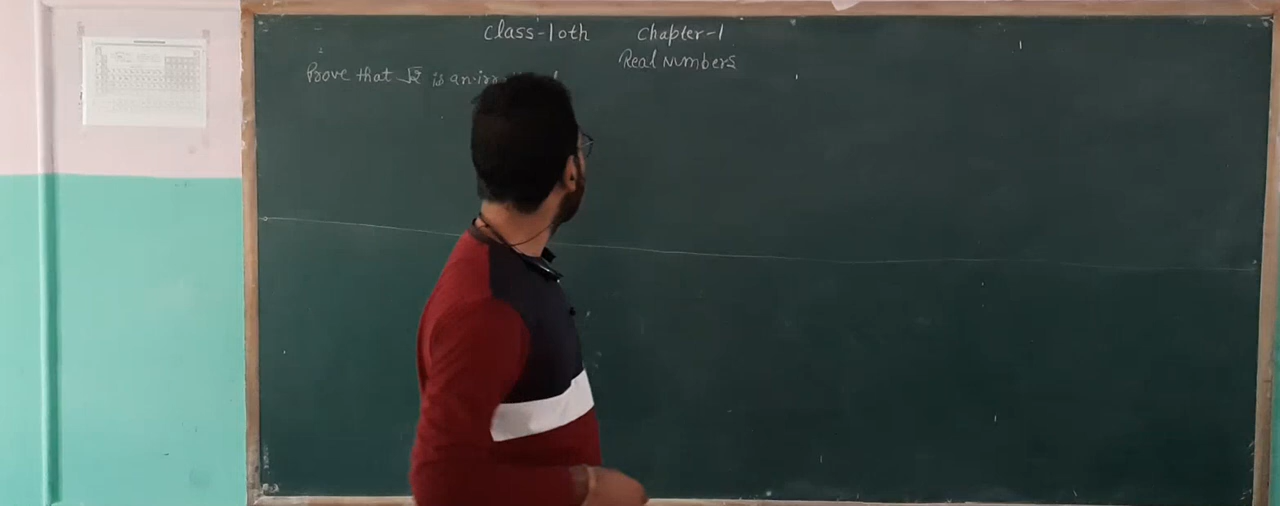 Class-10th Chapter-1
Real Numbers
Prove that √2 is an